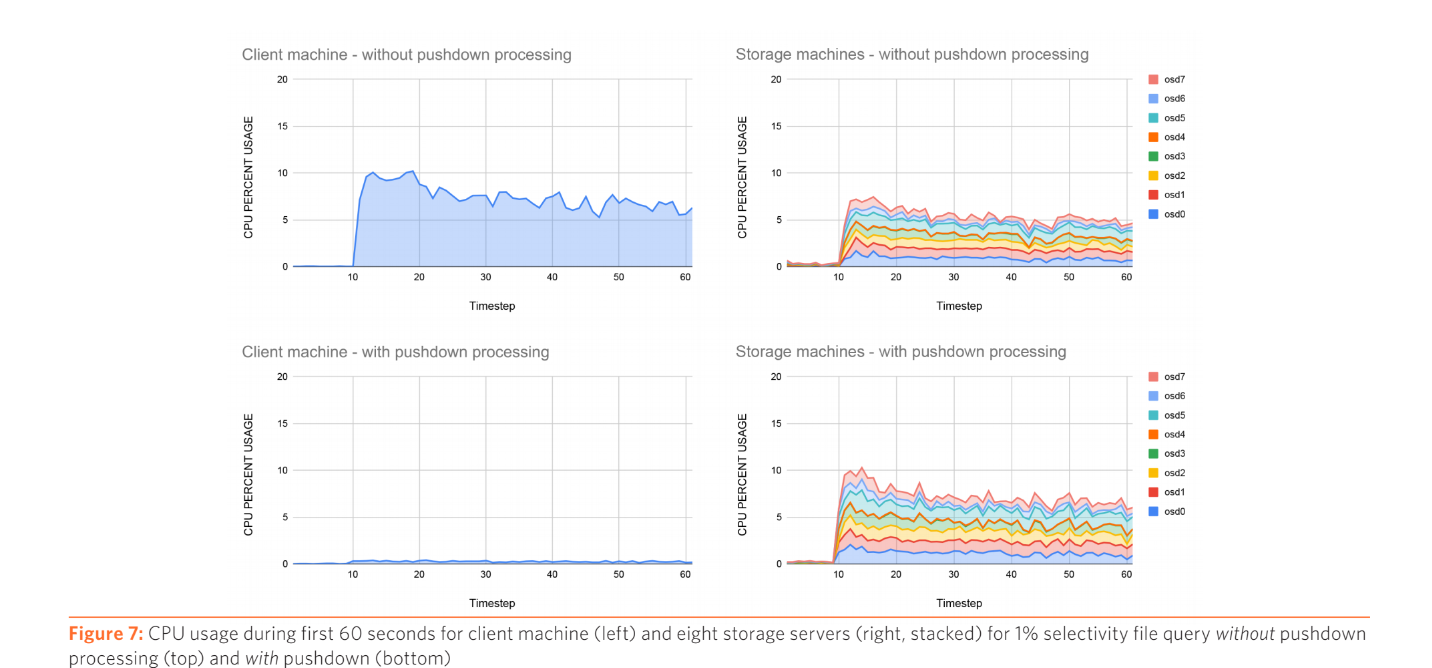 Client machine - without pushdown processing
20
15
10
5
0
CPU PERCENT USAGE
10 20 30 40 50 60
Timestep
Storage machines - without pushdown processing
20
15
10
5
0
CPU PERCENT USAGE
10 20 30 40 50 60
Timestep
osd7
osd6
osd5
osd4
osd3
osd2
osd1
osd0
Client machine - with pushdown processing
20
15
10
5
0
CPU PERCENT USAGE
10 20 30 40 50 60
Timestep
Storage machines - with pushdown processing
20
15
10
5
0
CPU PERCENT USAGE
10 20 30 40 50 60
Timestep
osd7
osd6
osd5
osd4
osd3
osd2
osd1
osd0
Figure 7: CPU usage during first 60 seconds for client machine (left) and eight storage servers (right, stacked) for 1% selectivity file query without pushdown
processing (top) and with pushdown (bottom)